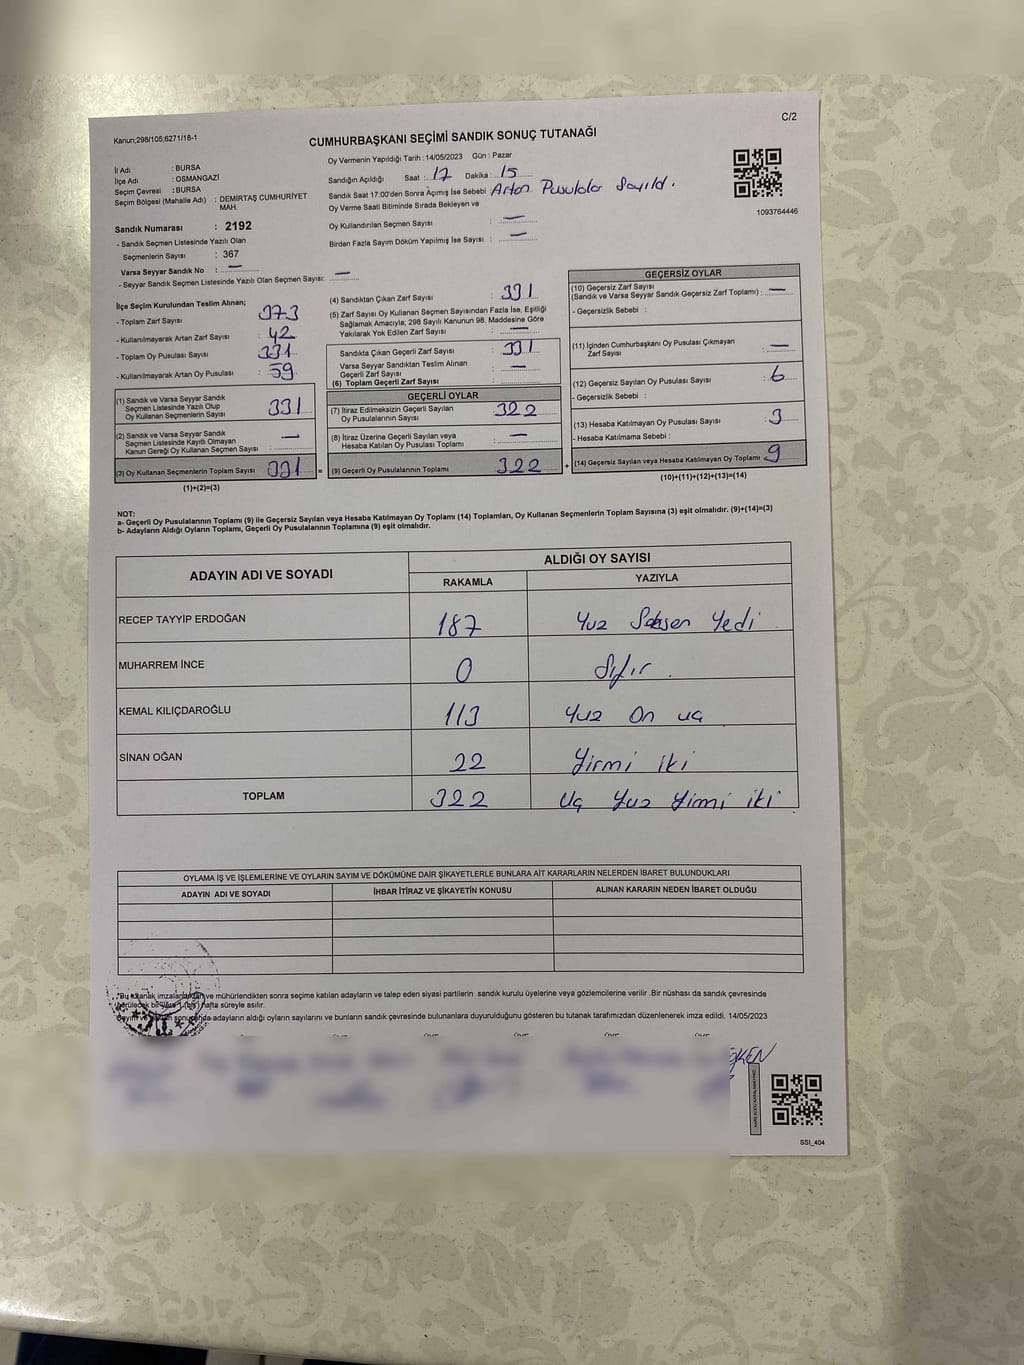 Kanun;298/105;6271/18-1
C/2
CUMHURBAŞKANI SEÇİMİ SANDIK SONUÇ TUTANAĞI
İl Adı : BURSA
İlçe Adı : OSMANGAZİ
Seçim Çevresi : BURSA
Seçim Bölgesi (Mahalle Adı) : DEMİRTAŞ CUMHURİYET MAH.
Sandık Numarası : 2192
- Sandık Seçmen Listesinde Yazılı Olan
Seçmenlerin Sayısı : 367
Varsa Seyyar Sandık No : —
- Seyyar Sandık Seçmen Listesinde Yazılı Olan Seçmen Sayısı: —
Oy Vermenin Yapıldığı Tarih : 14/05/2023 Gün : Pazar
Sandığın Açıldığı Saat : 17 Dakika : 15
Sandık Saat 17:00'den Sonra Açımış İse Sebebi Artan Pusulalar Sayıldı.
Oy Verme Saati Bitiminde Sırada Bekleyen ve
Oy Kullandırılan Seçmen Sayısı : —
Birden Fazla Sayım Döküm Yapılmış İse Sayısı : —
1093764446
İlçe Seçim Kurulundan Teslim Alınan;
- Toplam Zarf Sayısı : 373
- Kullanılmayarak Artan Zarf Sayısı : 42
- Toplam Oy Pusulası Sayısı : 331
- Kullanılmayarak Artan Oy Pusulası : 59
(1) Sandık ve Varsa Seyyar Sandık
Seçmen Listesinde Yazılı Olup
Oy Kullanan Seçmenlerin Sayısı : 331
(2) Sandık ve Varsa Seyyar Sandık
Seçmen Listesinde Kayıtlı Olmayan
Kanun Gereği Oy Kullanan Seçmen Sayısı : —
(3) Oy Kullanan Seçmenlerin Toplam Sayısı : 331
(1)+(2)=(3)
(4) Sandıktan Çıkan Zarf Sayısı : 331
(5) Zarf Sayısı Oy Kullanan Seçmen Sayısından Fazla İse, Eşitliği
Sağlamak Amacıyla, 298 Sayılı Kanunun 98. Maddesine Göre
Yakılarak Yok Edilen Zarf Sayısı : —
Sandıkta Çıkan Geçerli Zarf Sayısı : 331
Varsa Seyyar Sandıktan Teslim Alınan
Geçerli Zarf Sayısı : —
(6) Toplam Geçerli Zarf Sayısı :
GEÇERLİ OYLAR
(7) İtiraz Edilmeksizin Geçerli Sayılan
Oy Pusulalarının Sayısı : 322
(8) İtiraz Üzerine Geçerli Sayılan veya
Hesaba Katılan Oy Pusulası Toplamı : —
(9) Geçerli Oy Pusulalarının Toplamı : 322
GEÇERSİZ OYLAR
(10) Geçersiz Zarf Sayısı
(Sandık ve Varsa Seyyar Sandık Geçersiz Zarf Toplamı) : —
- Geçersizlik Sebebi :
(11) İçinden Cumhurbaşkanı Oy Pusulası Çıkmayan
Zarf Sayısı : —
(12) Geçersiz Sayılan Oy Pusulası Sayısı : 6
- Geçersizlik Sebebi :
(13) Hesaba Katılmayan Oy Pusulası Sayısı : 3
- Hesaba Katılmama Sebebi :
(14) Geçersiz Sayılan veya Hesaba Katılmayan Oy Toplamı : 9
(10)+(11)+(12)+(13)=(14)
NOT:
a- Geçerli Oy Pusulalarının Toplamı (9) ile Geçersiz Sayılan veya Hesaba Katılmayan Oy Toplamı (14) Toplamları, Oy Kullanan Seçmenlerin Toplam Sayısına (3) eşit olmalıdır. (9)+(14)=(3)
b- Adayların Aldığı Oyların Toplamı, Geçerli Oy Pusulalarının Toplamına (9) eşit olmalıdır.
ADAYIN ADI VE SOYADI
ALDIĞI OY SAYISI
RAKAMLA YAZIYLA
RECEP TAYYİP ERDOĞAN 187 Yüz Seksen Yedi
MUHARREM İNCE 0 Sıfır.
KEMAL KILIÇDAROĞLU 113 Yuz On uç
SİNAN OĞAN 22 Yirmi iki
TOPLAM 322 Uç Yuz Yirmi iki
OYLAMA İŞ VE İŞLEMLERİNE VE OYLARIN SAYIM VE DÖKÜMÜNE DAİR ŞİKAYETLERLE BUNLARA AİT KARARLARIN NELERDEN İBARET BULUNDUKLARI
ADAYIN ADI VE SOYADI İHBAR İTİRAZ VE ŞİKAYETİN KONUSU ALINAN KARARIN NEDEN İBARET OLDUĞU
ve mühürlendikten sonra seçime katılan adayların ve talep eden siyasi partilerin sandık kurulu üyelerine veya gözlemcilerine verilir .Bir nüshası da sandık çevresinde
hafta süreyle asılır.
adayların aldığı oyların sayılarını ve bunların sandık çevresinde bulunanlara duyurulduğunu gösteren bu tutanak tarafımızdan düzenlenerek imza edildi. 14/05/2023
SSI_404